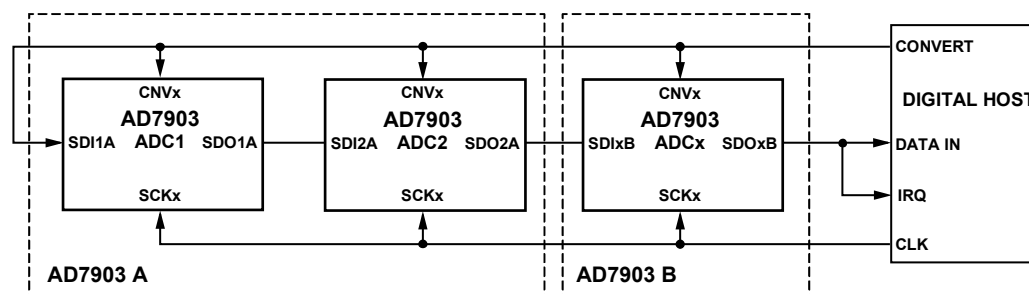 CONVERT
CNVx
AD7903
ADC1
SDI1A
SDO1A
SCKx
CNVx
AD7903
ADC2
SDI2A
SDO2A
SCKx
CNVx
AD7903
ADCx
SDIxB
SDOxB
SCKx
DIGITAL HOST
DATA IN
IRQ
CLK
AD7903 A
AD7903 B